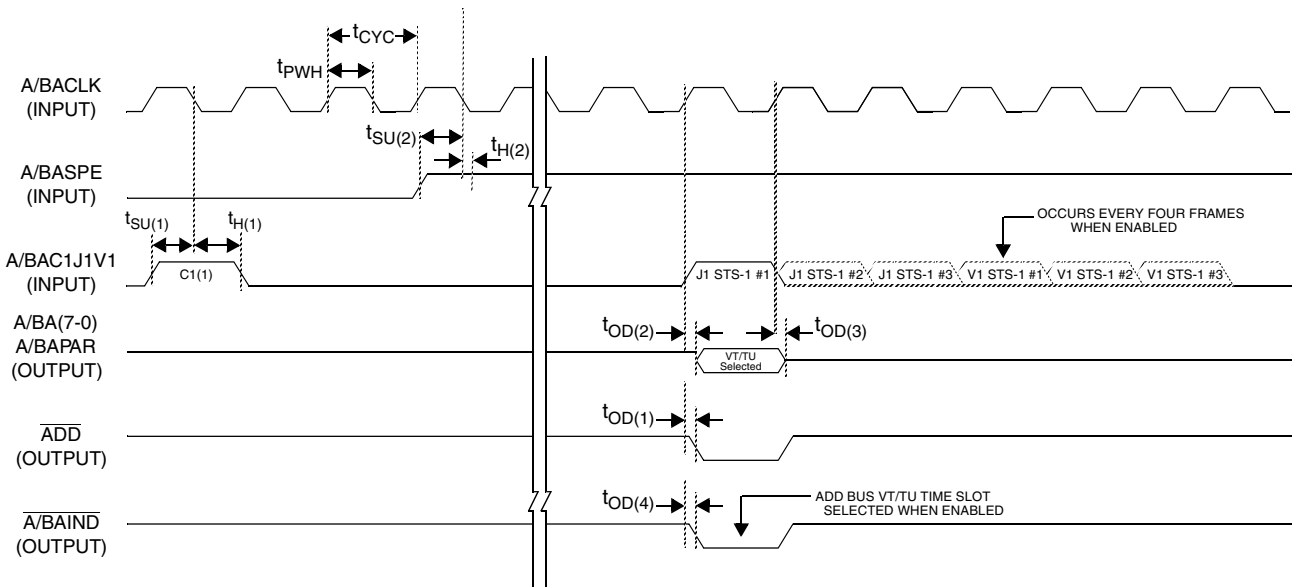 tCYC
tPWH
A/BACLK
(INPUT)
tSU(2)
tH(2)
A/BASPE
(INPUT)
tSU(1)
tH(1)
OCCURS EVERY FOUR FRAMES
WHEN ENABLED
A/BAC1J1V1
(INPUT)
C1(1)
J1 STS-1 #1
J1 STS-1 #2
J1 STS-1 #3
V1 STS-1 #1
V1 STS-1 #2
V1 STS-1 #3
A/BA(7-0)
A/BAPAR
(OUTPUT)
tOD(2)
tOD(3)
VT/TU
Selected
ADD
(OUTPUT)
tOD(1)
A/BAIND
(OUTPUT)
tOD(4)
ADD BUS VT/TU TIME SLOT
SELECTED WHEN ENABLED